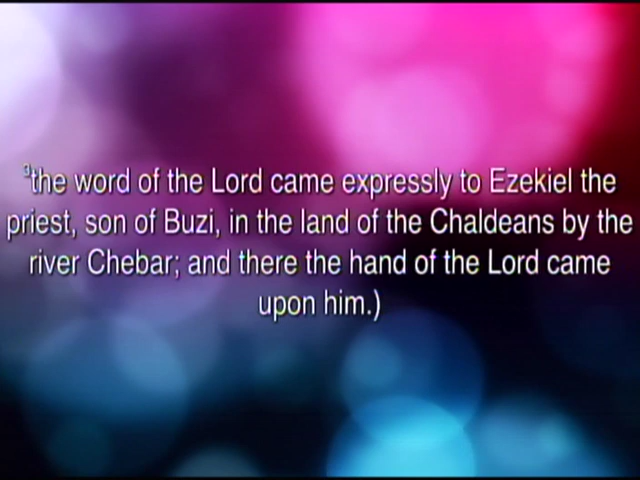 ³the word of the Lord came expressly to Ezekiel the
priest, son of Buzi, in the land of the Chaldeans by the
river Chebar; and there the hand of the Lord came
upon him.)